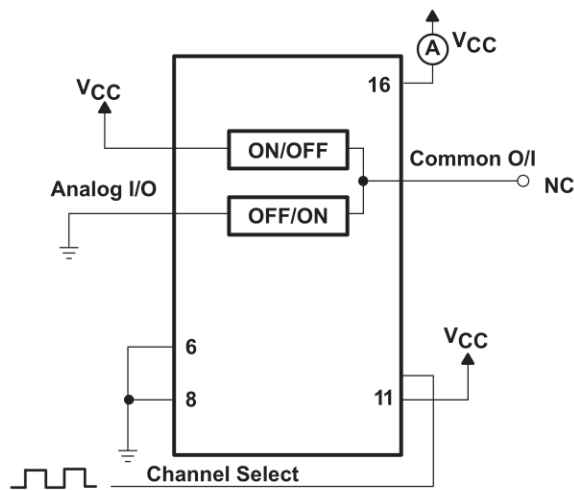 A
VCC
16
VCC
ON/OFF
Common O/I
NC
Analog I/O
OFF/ON
6
VCC
8
11
Channel Select